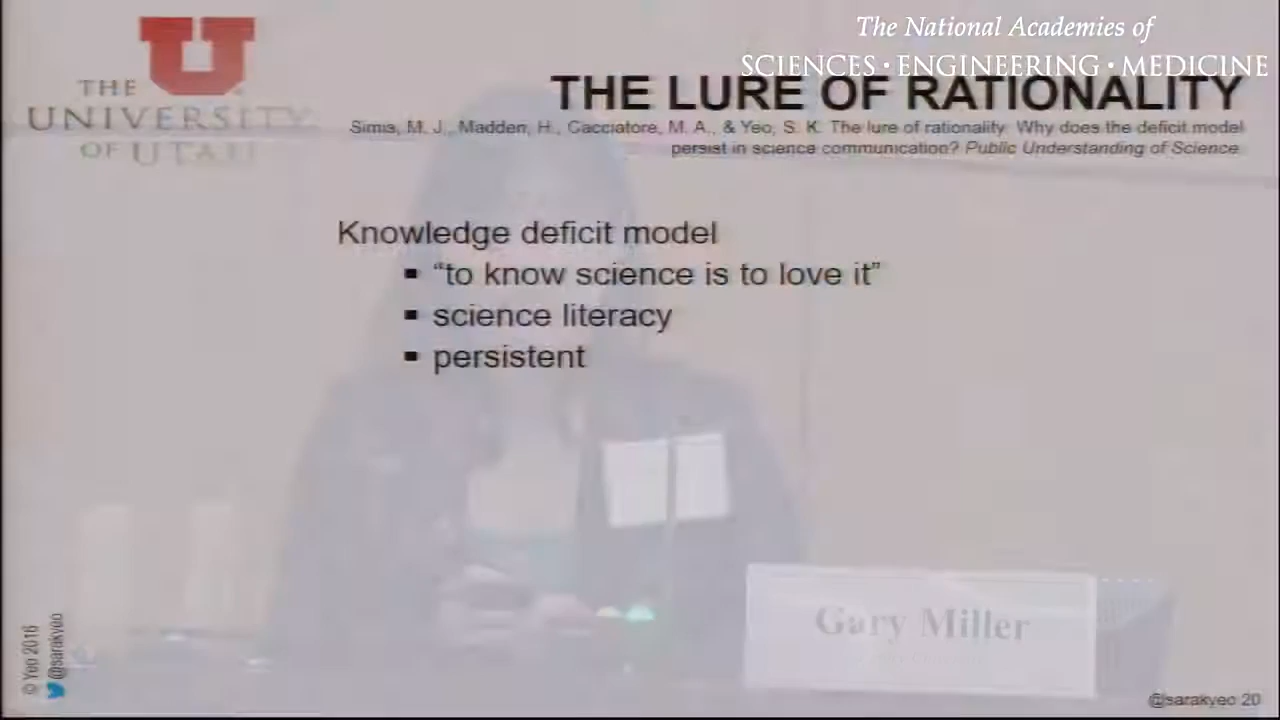 The National Academies of
SCIENCES · ENGINEERING · MEDICINE
THE
UNIVERSITY
OF UTAH
THE LURE OF RATIONALITY
Simis, M. J., Madden, H., Cacciatore, M. A., & Yeo, S. K. The lure of rationality: Why does the deficit model
persist in science communication? Public Understanding of Science.
Knowledge deficit model
▪ “to know science is to love it”
▪ science literacy
▪ persistent
Gary Miller
© Yeo 2016
@sarakyeo
@sarakyeo 20